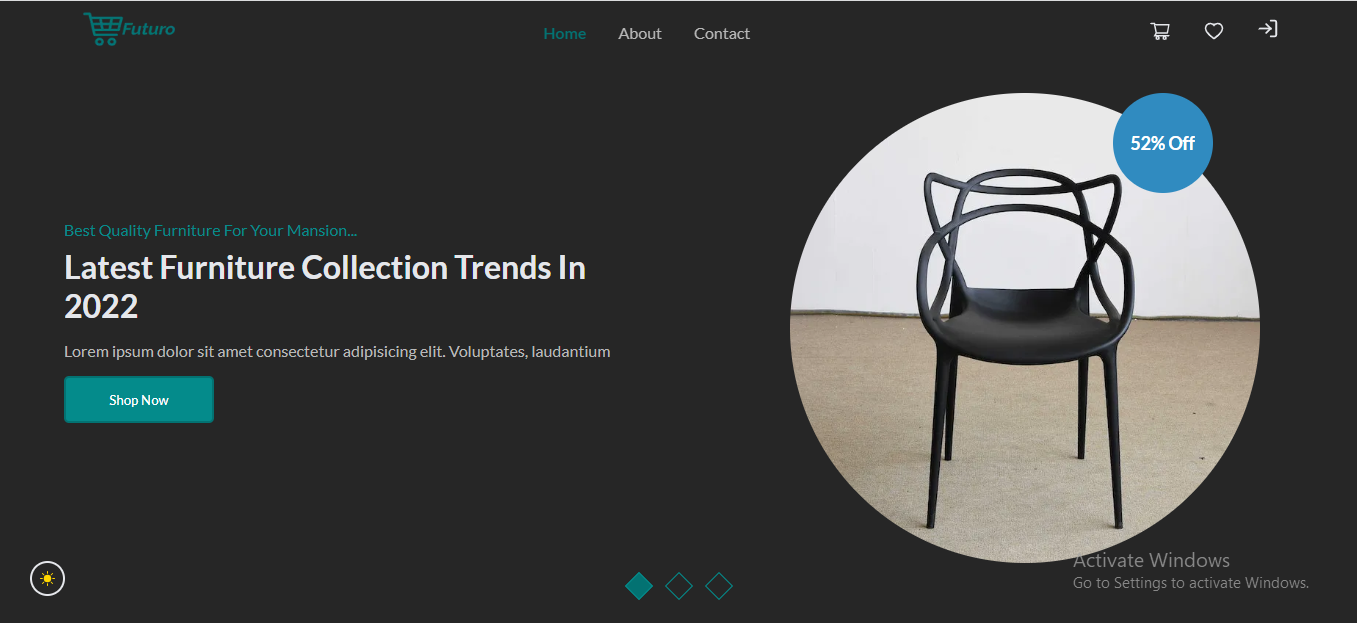 Futuro
Home
About
Contact
52% Off
Best Quality Furniture For Your Mansion...
Latest Furniture Collection Trends In
2022
Lorem ipsum dolor sit amet consectetur adipisicing elit. Voluptates, laudantium
Shop Now
Activate Windows
Go to Settings to activate Windows.